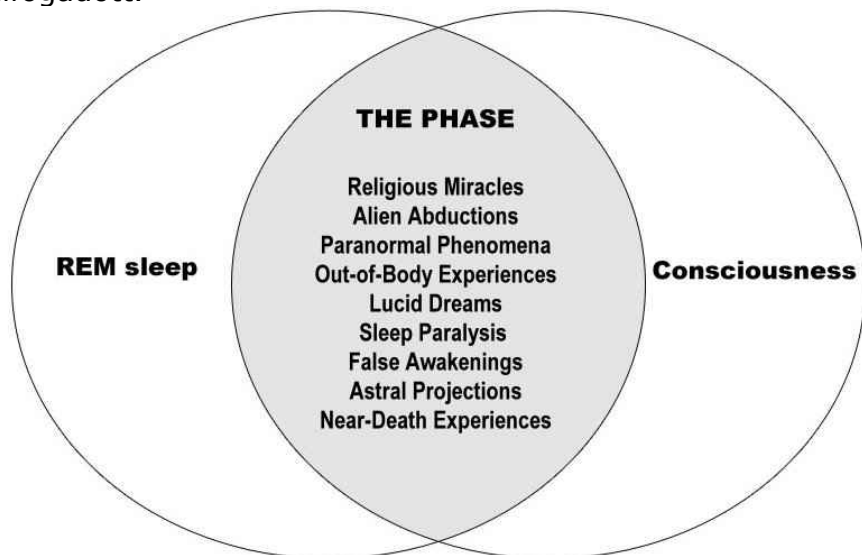 THE PHASE
Religious Miracles
Alien Abductions
Paranormal Phenomena
REM sleep
Out-of-Body Experiences
Consciousness
Lucid Dreams
Sleep Paralysis
False Awakenings
Astral Projections
Near-Death Experiences